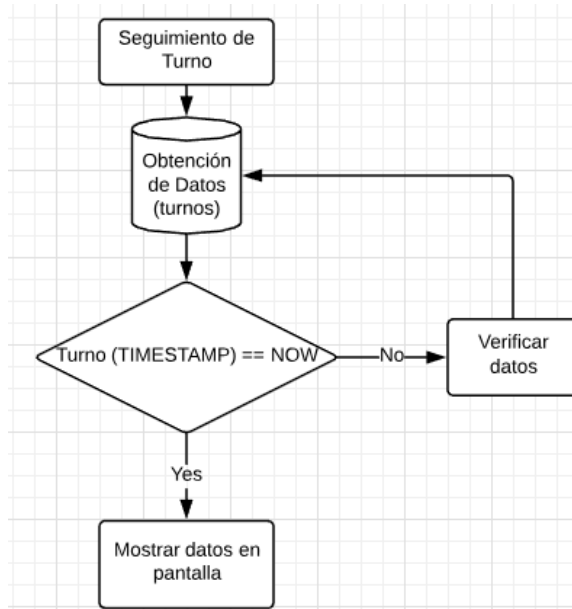 Seguimiento de
Turno
Obtención
de Datos
(turnos)
Turno (TIMESTAMP) == NOW
No
Verificar
datos
Yes
Mostrar datos en
pantalla